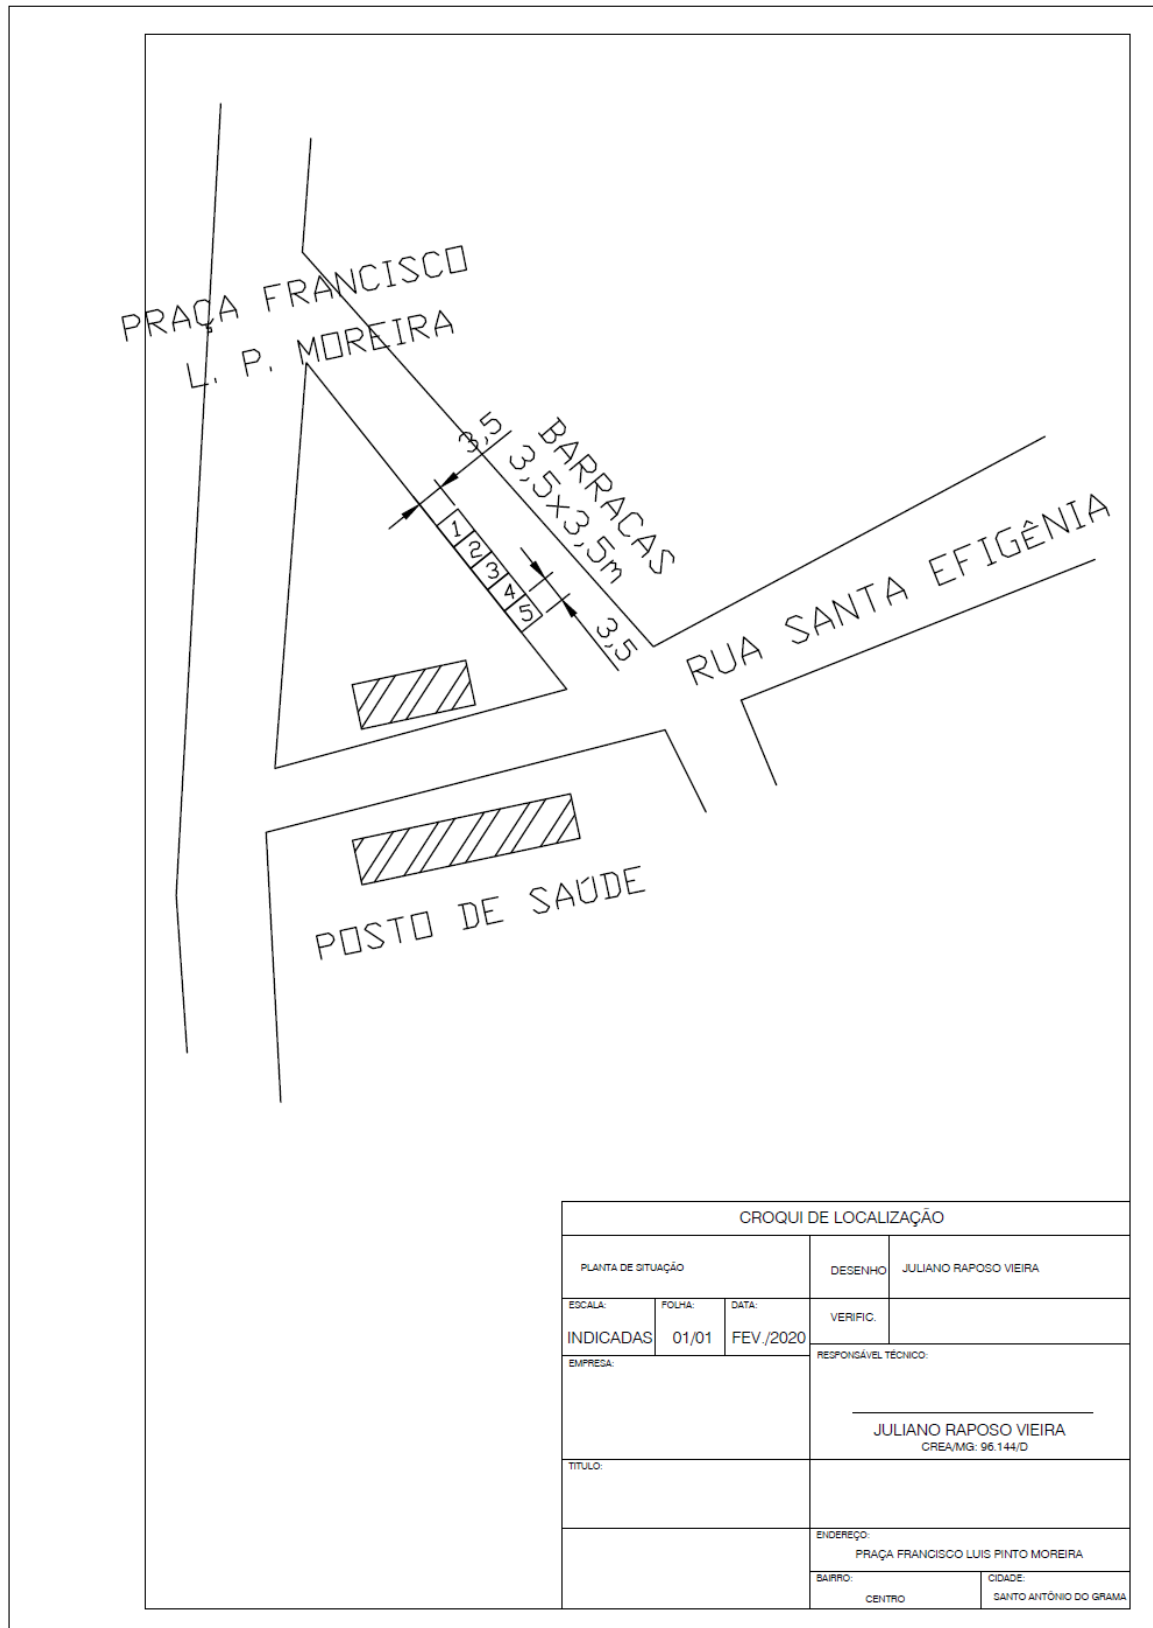 PRAÇA FRANCISCO
L. P. MOREIRA
3,5
BARRACAS
3,5x3,5m
1
2
3
4
5
3,5
RUA SANTA EFIGÊNIA
POSTO DE SAÚDE
CROQUI DE LOCALIZAÇÃO
PLANTA DE SITUAÇÃO
DESENHO
JULIANO RAPOSO VIEIRA
ESCALA:
INDICADAS
FOLHA:
01/01
DATA:
FEV./2020
VERIFIC.
EMPRESA:
RESPONSÁVEL TÉCNICO:
JULIANO RAPOSO VIEIRA
CREA/MG: 96.144/D
TITULO:
ENDEREÇO:
PRAÇA FRANCISCO LUIS PINTO MOREIRA
BAIRRO:
CENTRO
CIDADE:
SANTO ANTÔNIO DO GRAMA